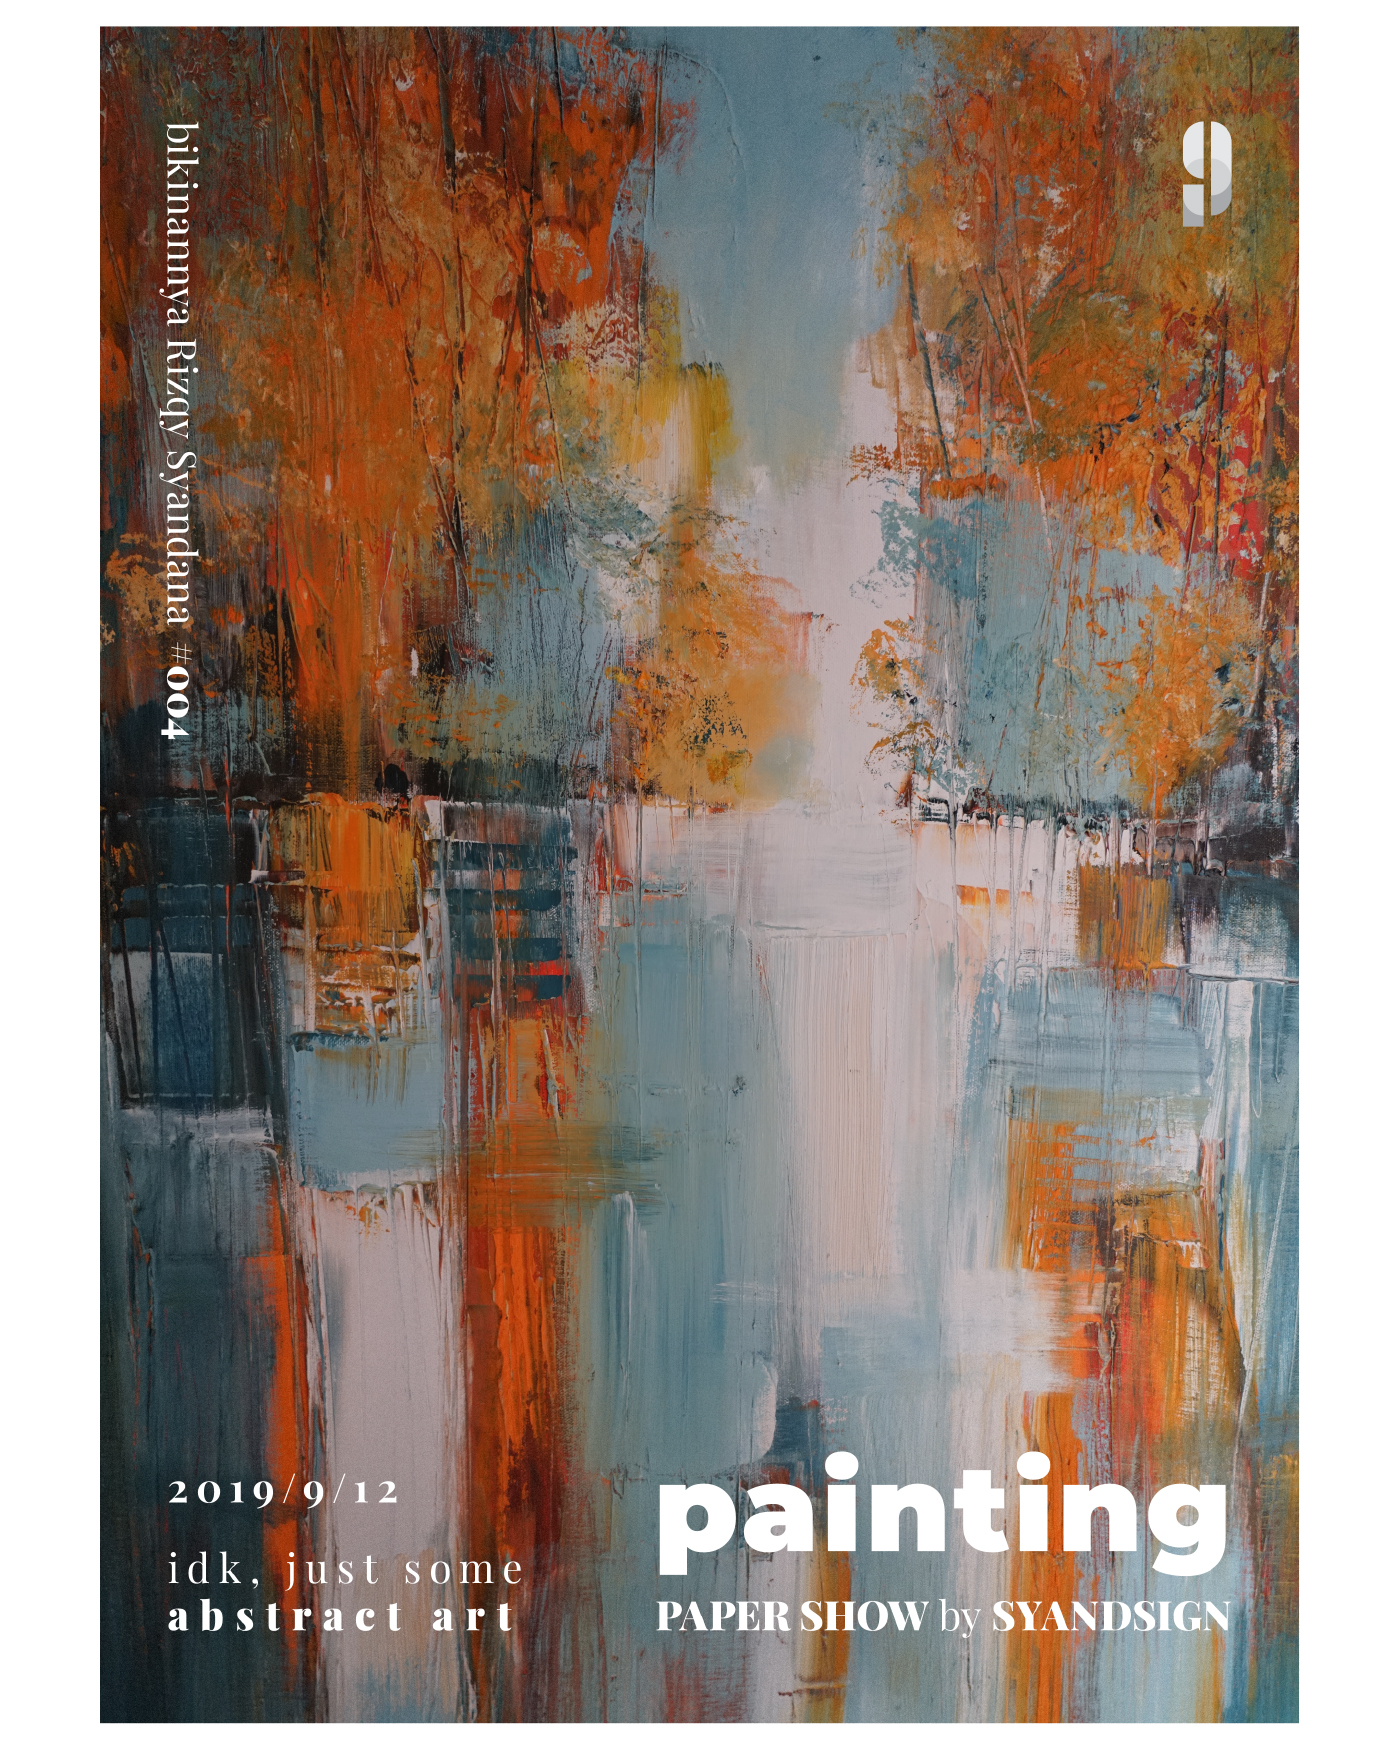 bikinannya Rizqy Syandana #004
9
2019/9/12
idk, just some
abstract art
painting
PAPER SHOW by SYANDSIGN